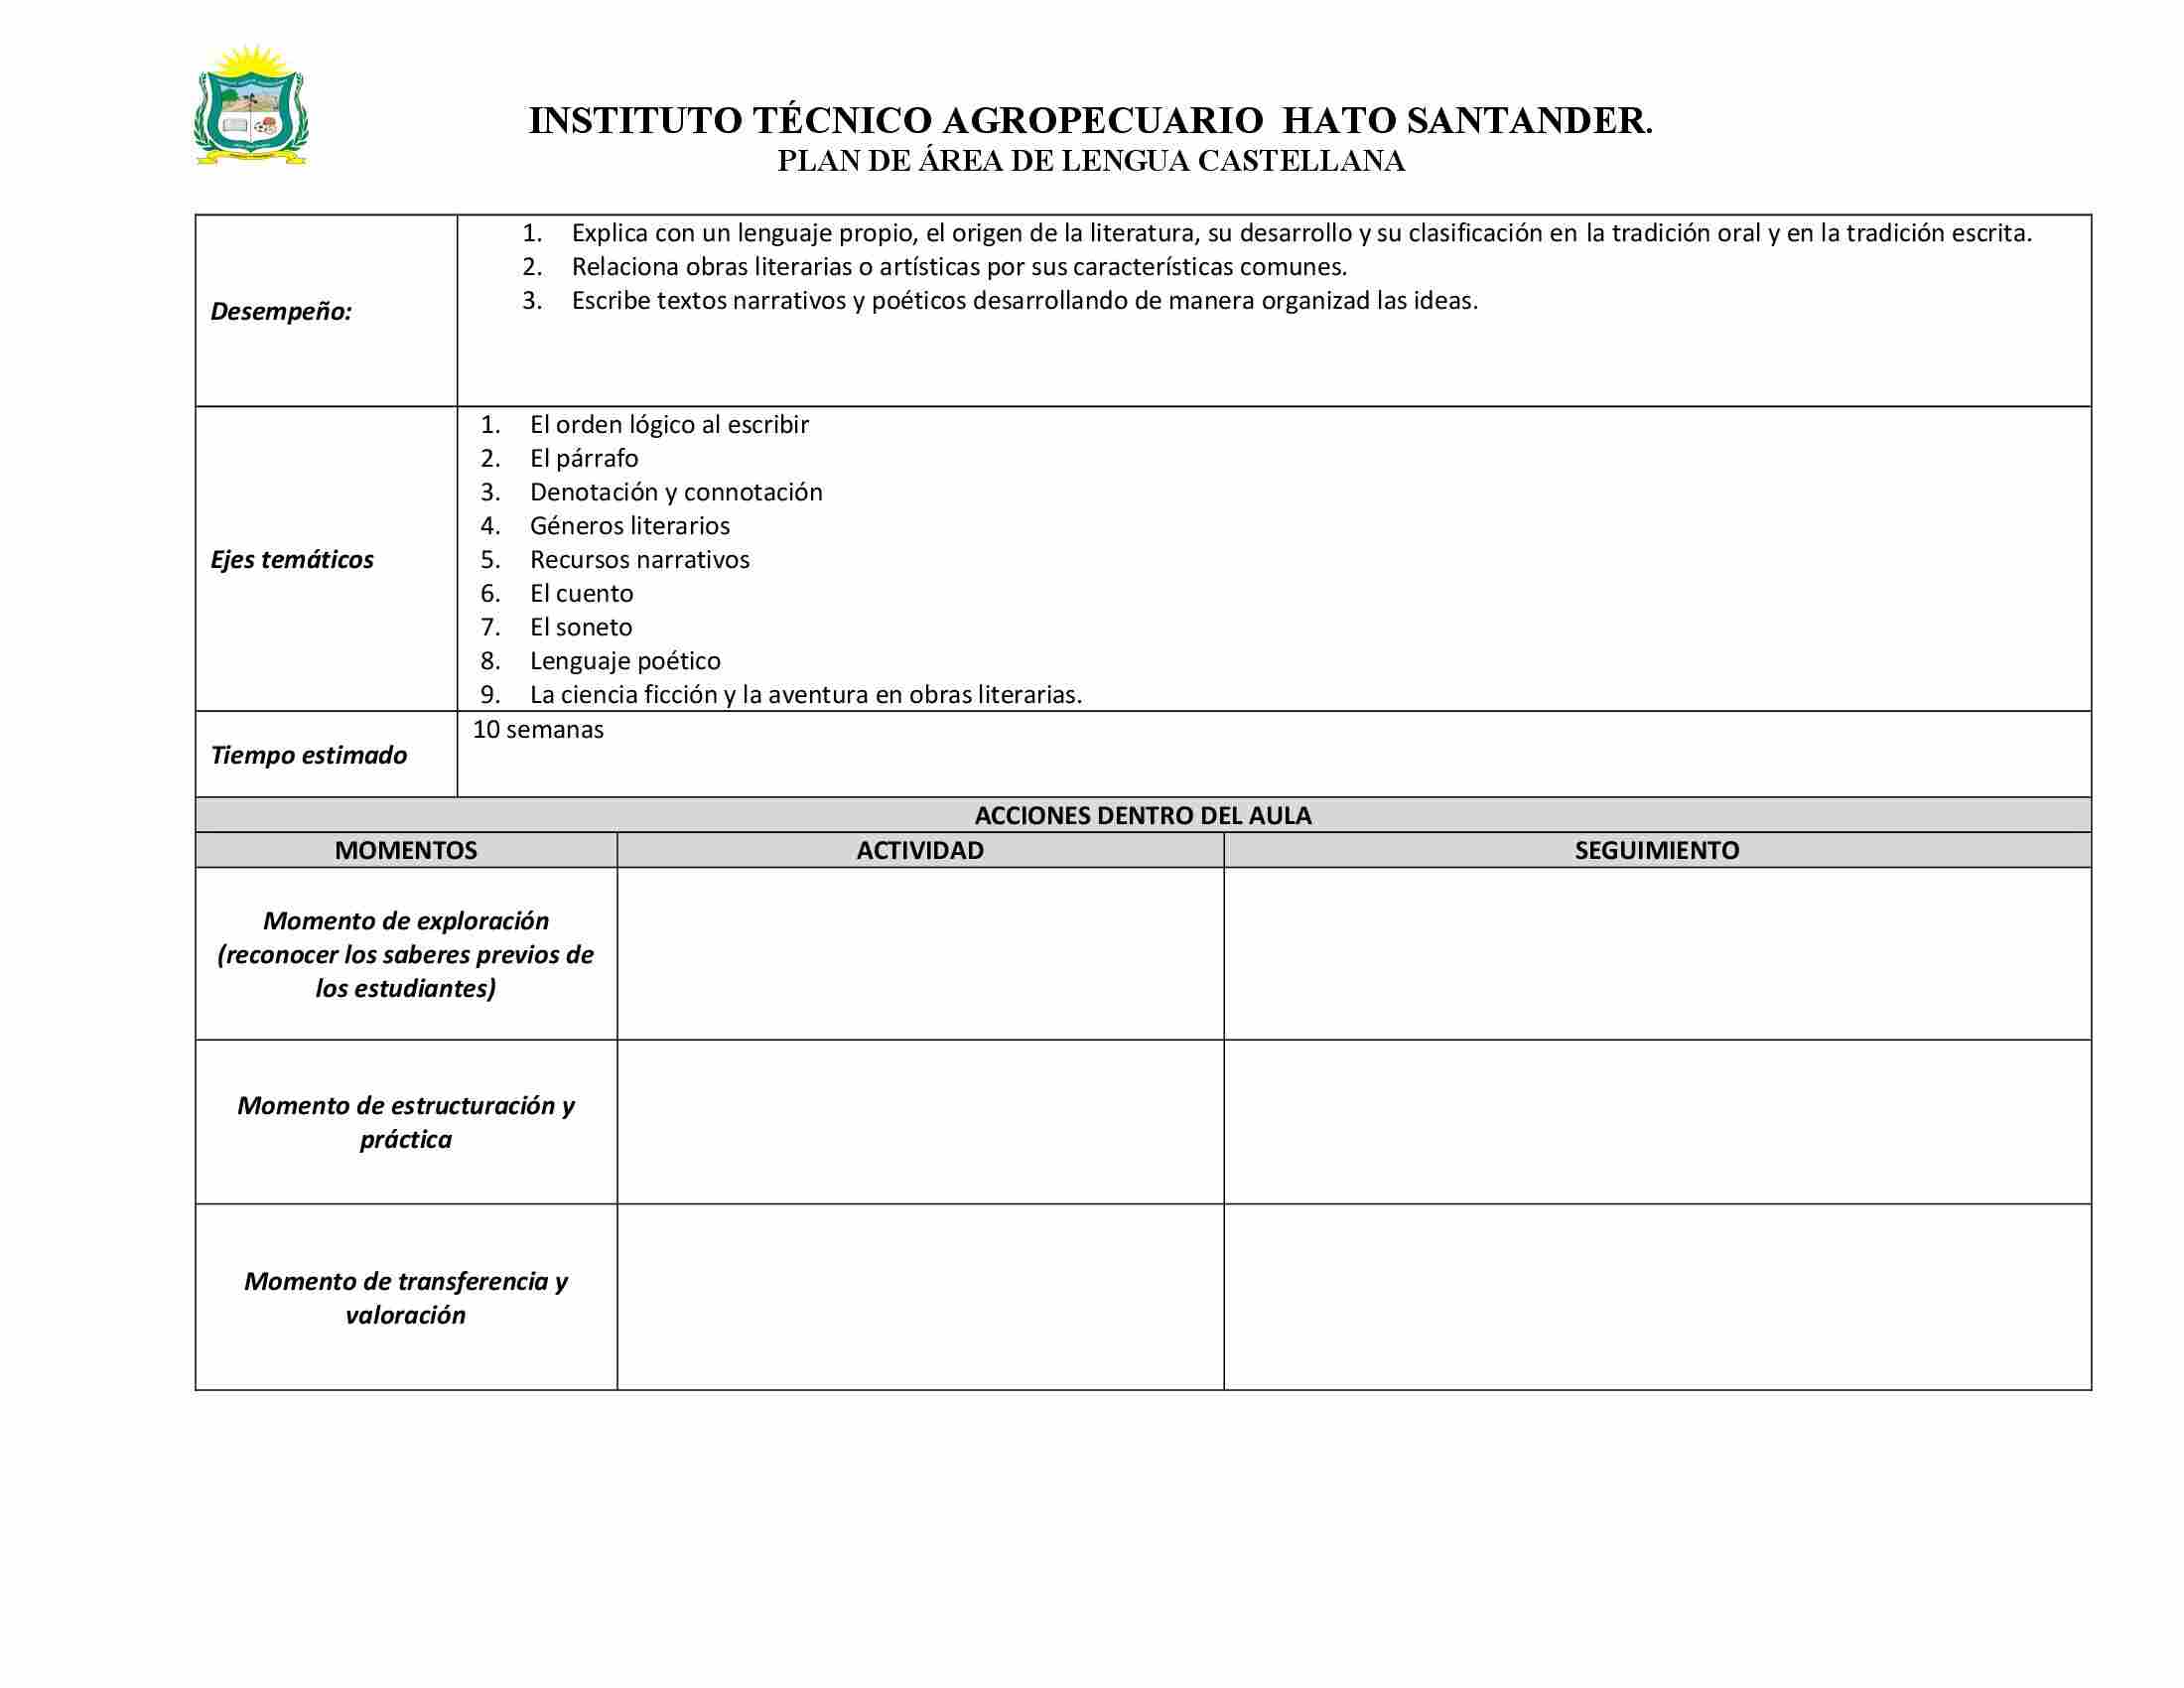 INSTITUTO TÉCNICO AGROPECUARIO HATO SANTANDER.
PLAN DE ÁREA DE LENGUA CASTELLANA
Desempeño:
1. Explica con un lenguaje propio, el origen de la literatura, su desarrollo y su clasificación en la tradición oral y en la tradición escrita.
2. Relaciona obras literarias o artísticas por sus características comunes.
3. Escribe textos narrativos y poéticos desarrollando de manera organizad las ideas.
Ejes temáticos
1. El orden lógico al escribir
2. El párrafo
3. Denotación y connotación
4. Géneros literarios
5. Recursos narrativos
6. El cuento
7. El soneto
8. Lenguaje poético
9. La ciencia ficción y la aventura en obras literarias.
Tiempo estimado
10 semanas
ACCIONES DENTRO DEL AULA
MOMENTOS ACTIVIDAD SEGUIMIENTO
Momento de exploración
(reconocer los saberes previos de
los estudiantes)
Momento de estructuración y
práctica
Momento de transferencia y
valoración